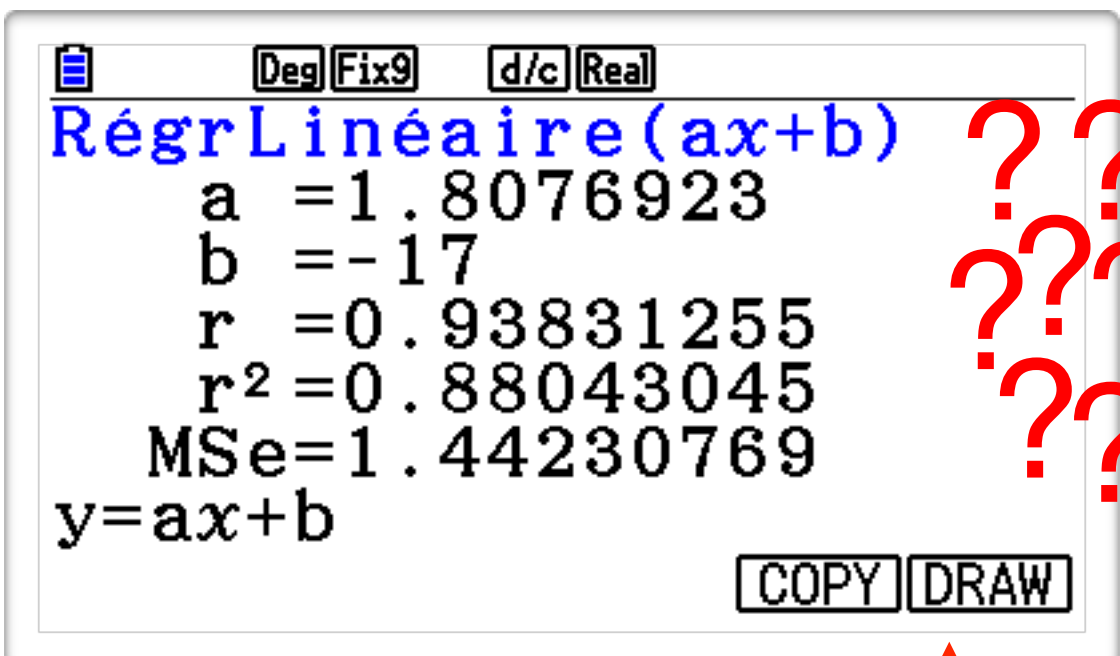 Deg Fix9 d/c Real
RégrLinéaire(ax+b)
a =1.8076923
b =-17
r =0.93831255
r²=0.88043045
MSe=1.44230769
y=ax+b
COPY DRAW
? ?
? ?
? ?